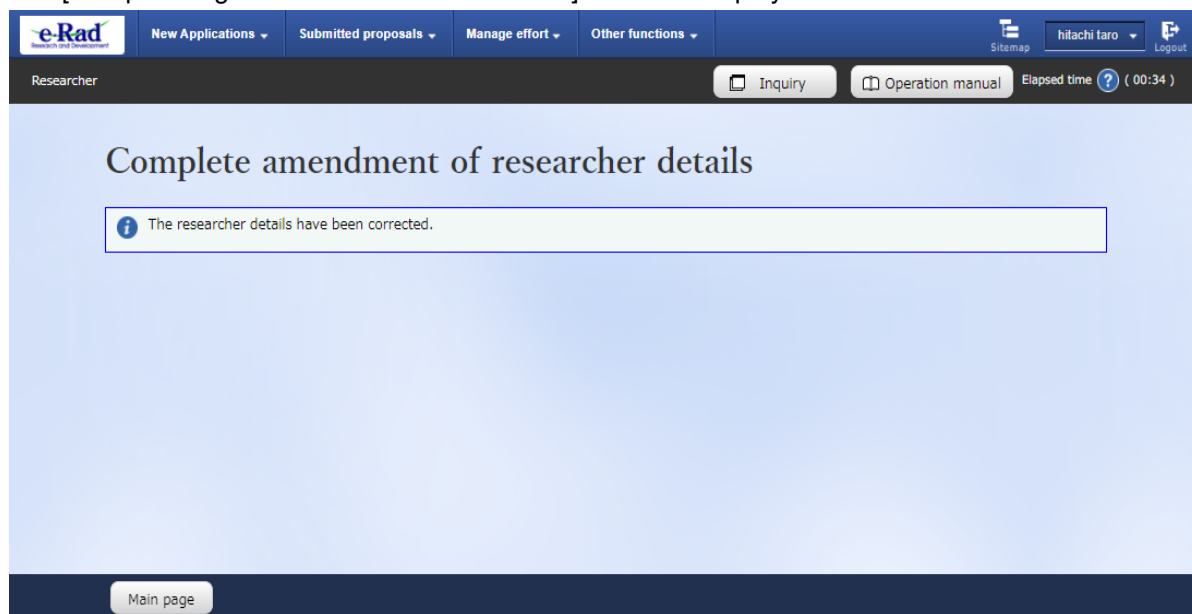 e-Rad
Research and Development
New Applications
Submitted proposals
Manage effort
Other functions
Sitemap
hitachi taro
Logout
Researcher
Inquiry
Operation manual
Elapsed time ? ( 00:34 )
Complete amendment of researcher details
i The researcher details have been corrected.
Main page